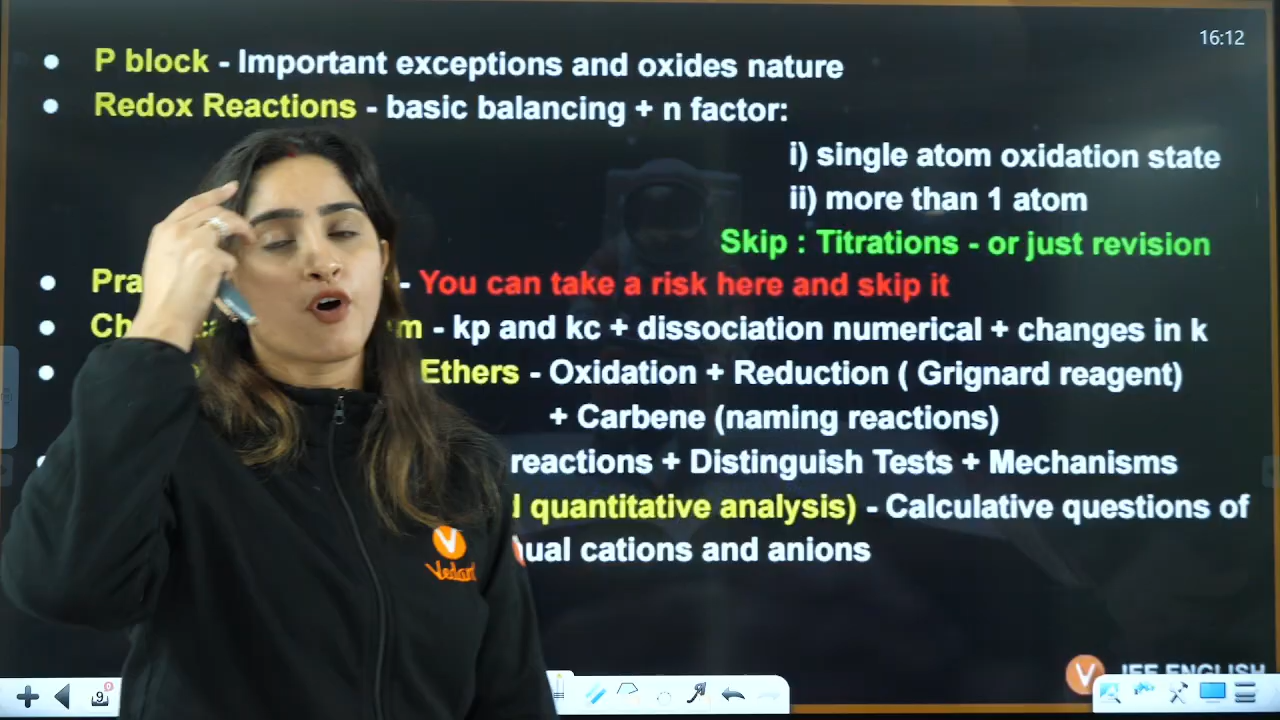 16:12
P block - Important exceptions and oxides nature
Redox Reactions - basic balancing + n factor:
i) single atom oxidation state
ii) more than 1 atom
Skip : Titrations - or just revision
- You can take a risk here and skip it
- kp and kc + dissociation numerical + changes in k
Ethers - Oxidation + Reduction ( Grignard reagent)
+ Carbene (naming reactions)
reactions + Distinguish Tests + Mechanisms
quantitative analysis) - Calculative questions of
cations and anions
V
V JEE ENGLISH
9